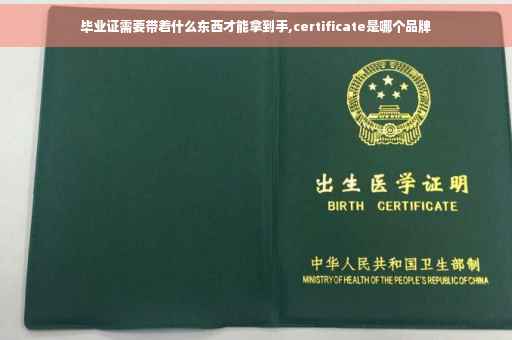 毕业证需要带着什么东西才能拿到手,certificate是哪个品牌
出生医学证明
BIRTH CERTIFICATE
中华人民共和国卫生部制
MINISTRY OF HEALTH OF THE PEOPLE'S REPUBLIC OF CHINA